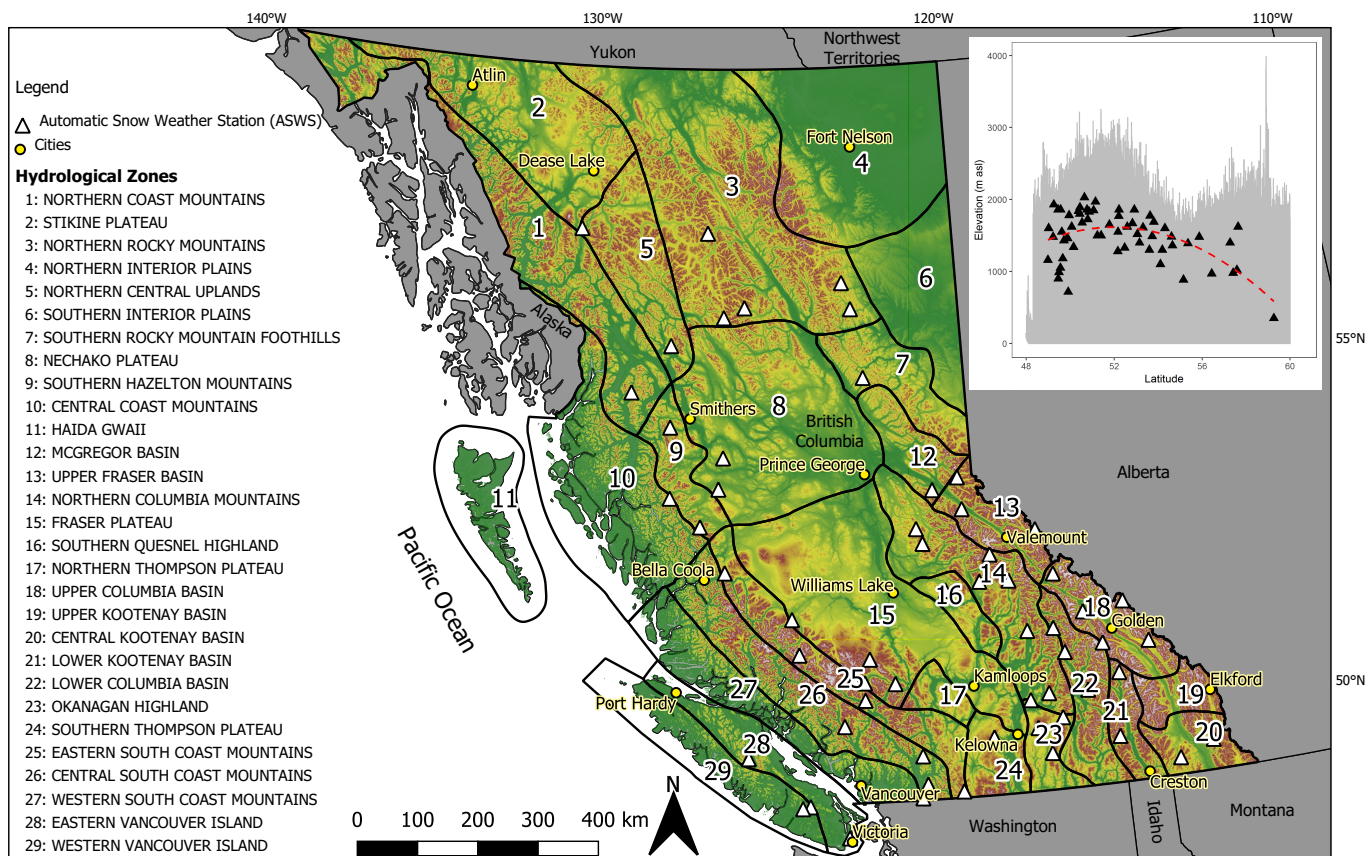 140°W
130°W
120°W
110°W
Legend
Automatic Snow Weather Station (ASWS)
Cities
Hydrological Zones
1: NORTHERN COAST MOUNTAINS
2: STIKINE PLATEAU
3: NORTHERN ROCKY MOUNTAINS
4: NORTHERN INTERIOR PLAINS
5: NORTHERN CENTRAL UPLANDS
6: SOUTHERN INTERIOR PLAINS
7: SOUTHERN ROCKY MOUNTAIN FOOTHILLS
8: NECHAKO PLATEAU
9: SOUTHERN HAZELTON MOUNTAINS
10: CENTRAL COAST MOUNTAINS
11: HAIDA GWAII
12: MCGREGOR BASIN
13: UPPER FRASER BASIN
14: NORTHERN COLUMBIA MOUNTAINS
15: FRASER PLATEAU
16: SOUTHERN QUESNEL HIGHLAND
17: NORTHERN THOMPSON PLATEAU
18: UPPER COLUMBIA BASIN
19: UPPER KOOTENAY BASIN
20: CENTRAL KOOTENAY BASIN
21: LOWER KOOTENAY BASIN
22: LOWER COLUMBIA BASIN
23: OKANAGAN HIGHLAND
24: SOUTHERN THOMPSON PLATEAU
25: EASTERN SOUTH COAST MOUNTAINS
26: CENTRAL SOUTH COAST MOUNTAINS
27: WESTERN SOUTH COAST MOUNTAINS
28: EASTERN VANCOUVER ISLAND
29: WESTERN VANCOUVER ISLAND
Yukon
Northwest
Territories
Atlin
2
Dease Lake
3
Fort Nelson
4
1
5
6
Alaska
7
Smithers
8
British
Columbia
9
Prince George
12
10
11
13
Valemount
Alberta
Pacific Ocean
Bella Coola
Williams Lake
14
16
15
18
Golden
Kamloops
Elkford
17
25
22
19
26
27
21
Port Hardy
20
23
Kelowna
28
24
29
Creston
Vancouver
Victoria
Washington
Idaho
Montana
N
0 100 200 300 400 km
55°N
50°N
4000
3000
2000
1000
0
Elevation (m asl)
48 52 56 60
Latitude